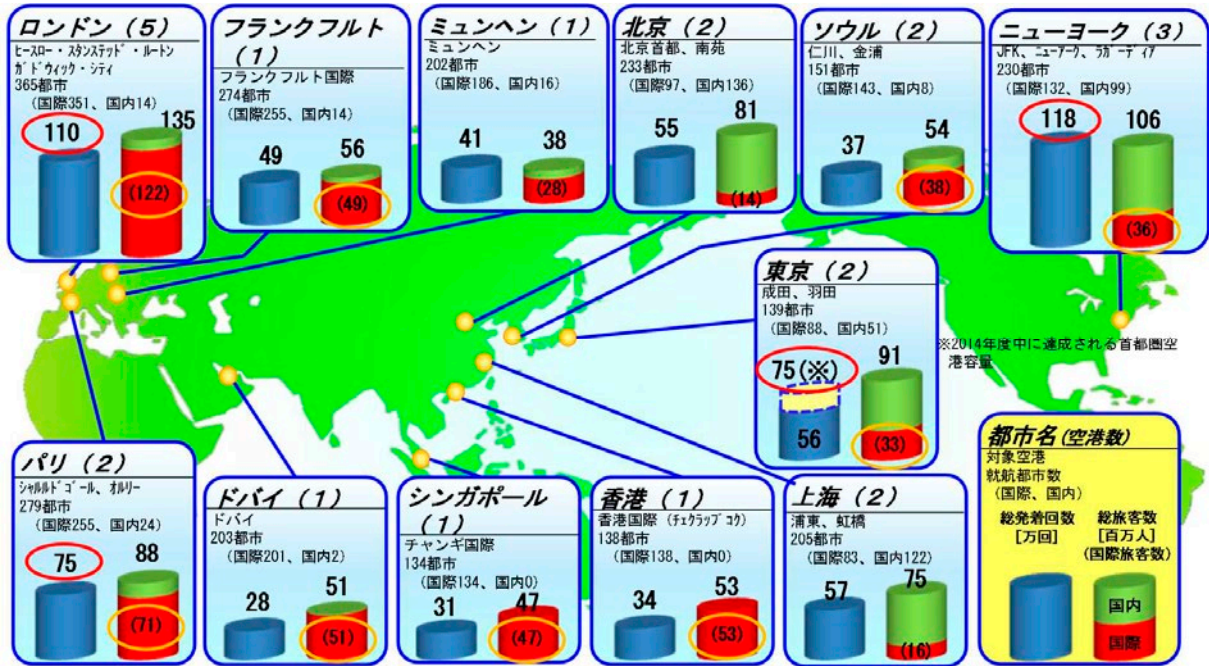 ロンドン（5）
ﾋｰｽﾛｰ・ｽﾀﾝｽﾃｯﾄﾞ・ﾙｰﾄﾝ
ｶﾞﾄﾞｳｨｯｸ・ｼﾃｨ
365都市
（国際351、国内14）
110
135
(122)
フランクフルト
（1）
フランクフルト国際
274都市
（国際255、国内14）
49
56
(49)
ミュンヘン（1）
ミュンヘン
202都市
（国際186、国内16）
41
38
(28)
北京（2）
北京首都、南苑
233都市
（国際97、国内136）
55
81
(14)
ソウル（2）
仁川、金浦
151都市
（国際143、国内8）
37
54
(38)
ニューヨーク（3）
JFK、ﾆｭｰｱｰｸ、ﾗｶﾞｰﾃﾞｨｱ
230都市
（国際132、国内99）
118
106
(36)
東京（2）
成田、羽田
139都市
（国際88、国内51）
75(※)
91
56
(33)
※2014年度中に達成される首都圏空
港容量
パリ（2）
ｼｬﾙﾙﾄﾞｺﾞｰﾙ、ｵﾙﾘｰ
279都市
（国際255、国内24）
75
88
(71)
ドバイ（1）
ドバイ
203都市
（国際201、国内2）
28
51
(51)
シンガポール
（1）
チャンギ国際
134都市
（国際134、国内0）
31
47
(47)
香港（1）
香港国際（ﾁｪｸﾗｯﾌﾟｺｸ）
138都市
（国際138、国内0）
34
53
(53)
上海（2）
浦東、虹橋
205都市
（国際83、国内122）
57
75
(16)
都市名(空港数)
対象空港
就航都市数
（国際、国内）
総発着回数
[万回]
総旅客数
[百万人]
(国際旅客数)
国内
国際